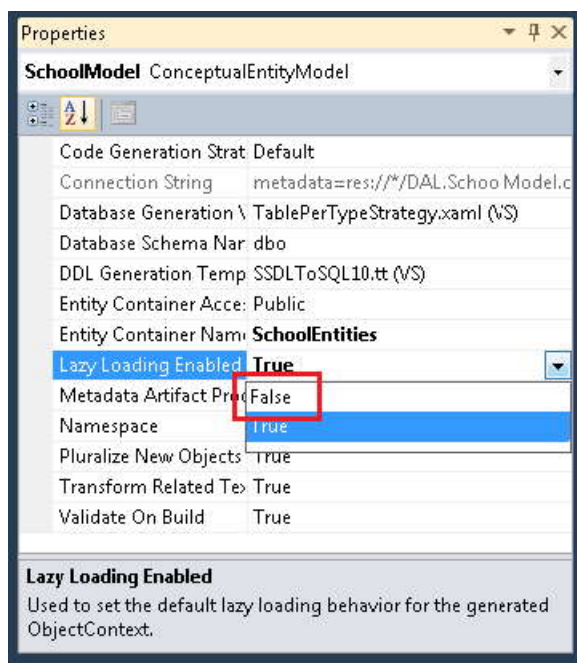 Properties
SchoolModel ConceptualEntityModel
Code Generation Strat Default
Connection String metadata=res://*/DAL.Schoo Model.c
Database Generation \ TablePerTypeStrategy.xaml (VS)
Database Schema Nar dbo
DDL Generation Temp SSDLToSQL10.tt (VS)
Entity Container Acce: Public
Entity Container Nam SchoolEntities
Lazy Loading Enabled True
Metadata Artifact Pro False
Namespace True
Pluralize New Objects True
Transform Related Tex True
Validate On Build True
Lazy Loading Enabled
Used to set the default lazy loading behavior for the generated
ObjectContext.